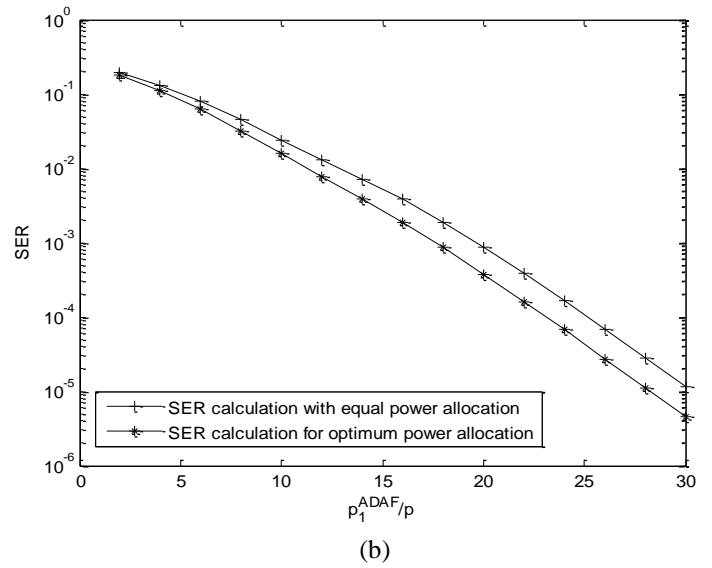 10^0
10^-1
10^-2
10^-3
10^-4
10^-5
10^-6
SER
SER calculation with equal power allocation
SER calculation for optimum power allocation
0 5 10 15 20 25 30
p_1^ADAF/p
(b)